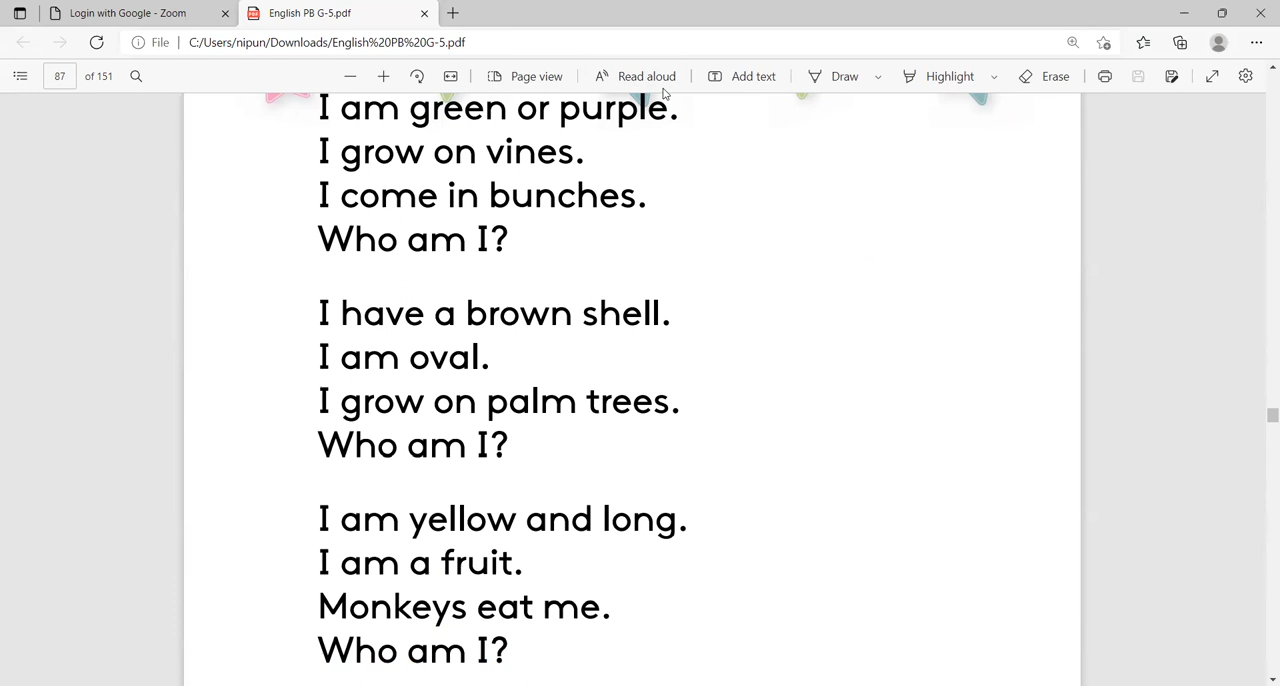 Login with Google - Zoom
English PB G-5.pdf
File
C:/Users/nipun/Downloads/English%20PB%20G-5.pdf
87 of 151
Page view
Read aloud
Add text
Draw
Highlight
Erase
I am green or purple.
I grow on vines.
I come in bunches.
Who am I?
I have a brown shell.
I am oval.
I grow on palm trees.
Who am I?
I am yellow and long.
I am a fruit.
Monkeys eat me.
Who am I?